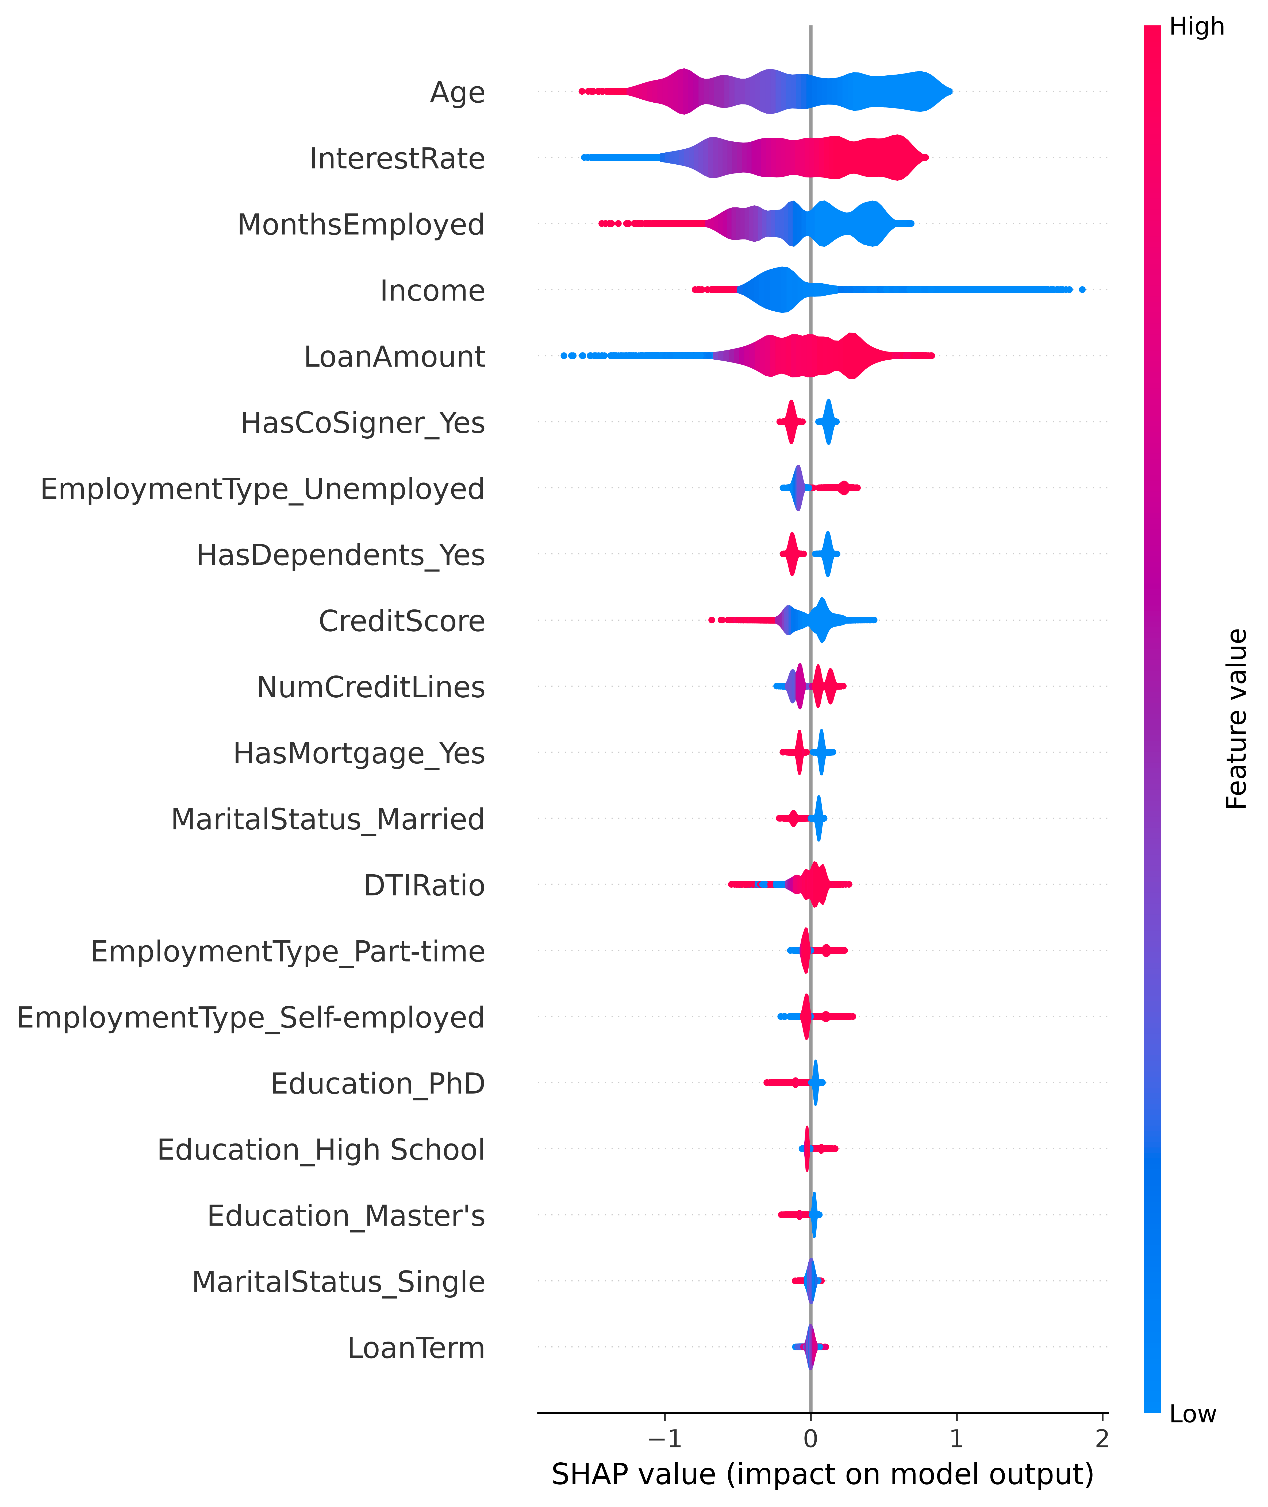 High
Age
InterestRate
MonthsEmployed
Income
LoanAmount
HasCoSigner_Yes
EmploymentType_Unemployed
HasDependents_Yes
CreditScore
NumCreditLines
HasMortgage_Yes
MaritalStatus_Married
DTIRatio
EmploymentType_Part-time
EmploymentType_Self-employed
Education_PhD
Education_High School
Education_Master's
MaritalStatus_Single
LoanTerm
Feature value
Low
−1 0 1 2
SHAP value (impact on model output)